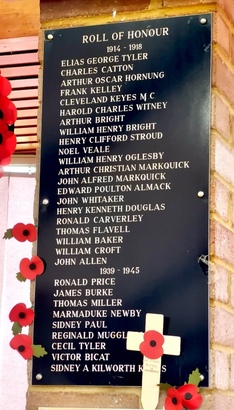 ROLL OF HONOUR
1914 - 1918
ELIAS GEORGE TYLER
CHARLES CATTON
ARTHUR OSCAR HORNUNG
FRANK KELLEY
CLEVELAND KEYES M C
HAROLD CHARLES WITNEY
ARTHUR BRIGHT
WILLIAM HENRY BRIGHT
HENRY CLIFFORD STROUD
NOEL VEALE
WILLIAM HENRY OGLESBY
ARTHUR CHRISTIAN MARKQUICK
JOHN ALFRED MARKQUICK
EDWARD POULTON ALMACK
JOHN WHITAKER
HENRY KENNETH DOUGLAS
RONALD CARVERLEY
THOMAS FLAVELL
WILLIAM BAKER
WILLIAM CROFT
JOHN ALLEN
1939 - 1945
RONALD PRICE
JAMES BURKE
THOMAS MILLER
MARMADUKE NEWBY
SIDNEY PAUL
REGINALD
CECIL TYLER
VICTOR BICAT
SIDNEY A KILWORTH